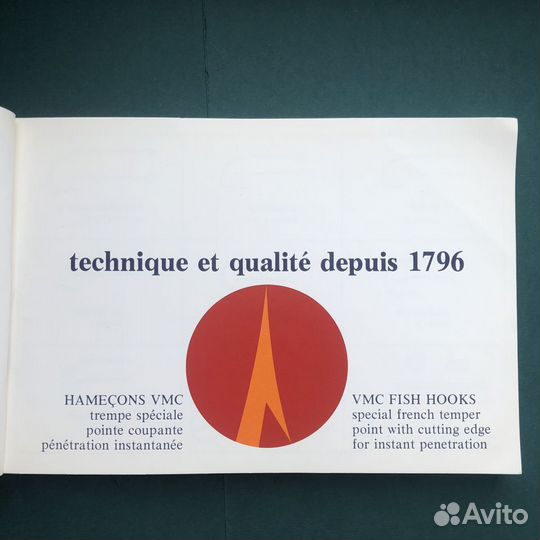 technique et qualité depuis 1796
HAMEÇONS VMC
trempe spéciale
pointe coupante
pénétration instantanée
VMC FISH HOOKS
special french temper
point with cutting edge
for instant penetration
Avito